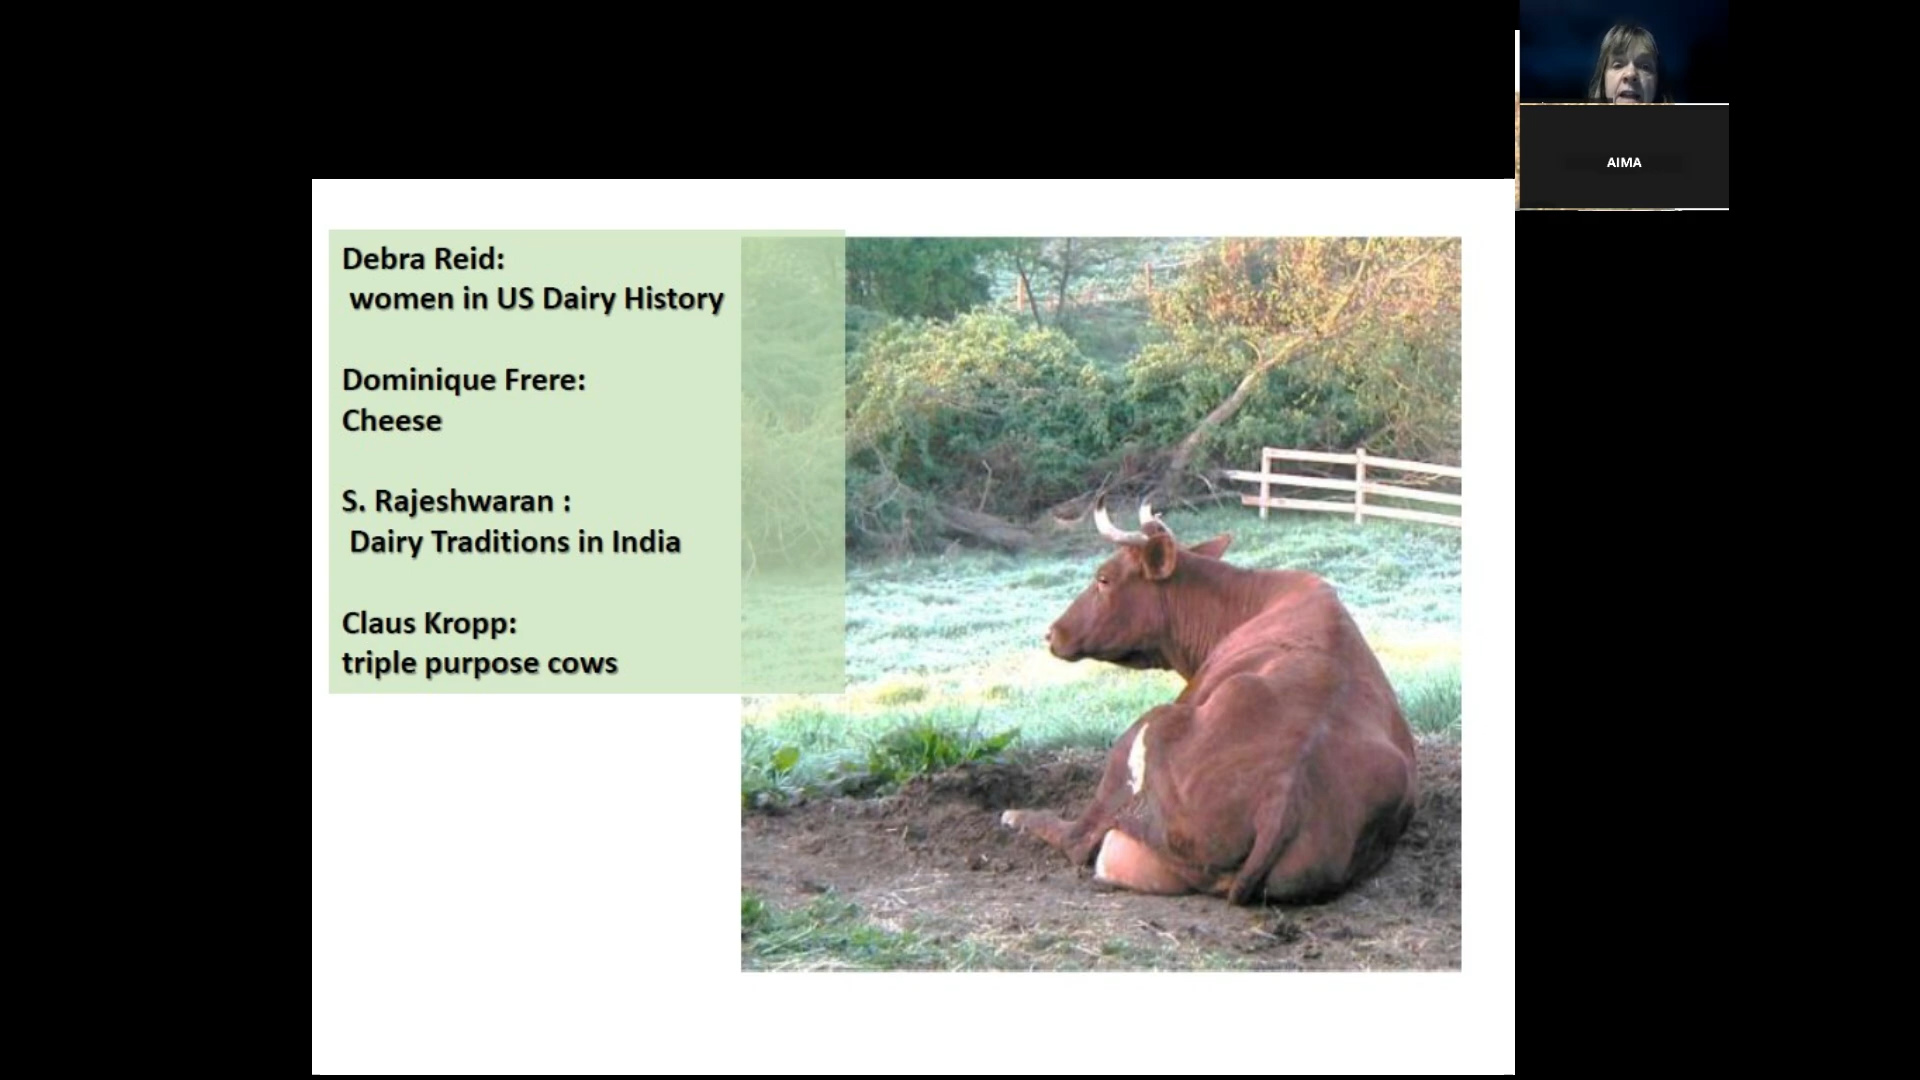 Debra Reid:
women in US Dairy History
Dominique Frere:
Cheese
S. Rajeshwaran :
Dairy Traditions in India
Claus Kropp:
triple purpose cows
AIMA